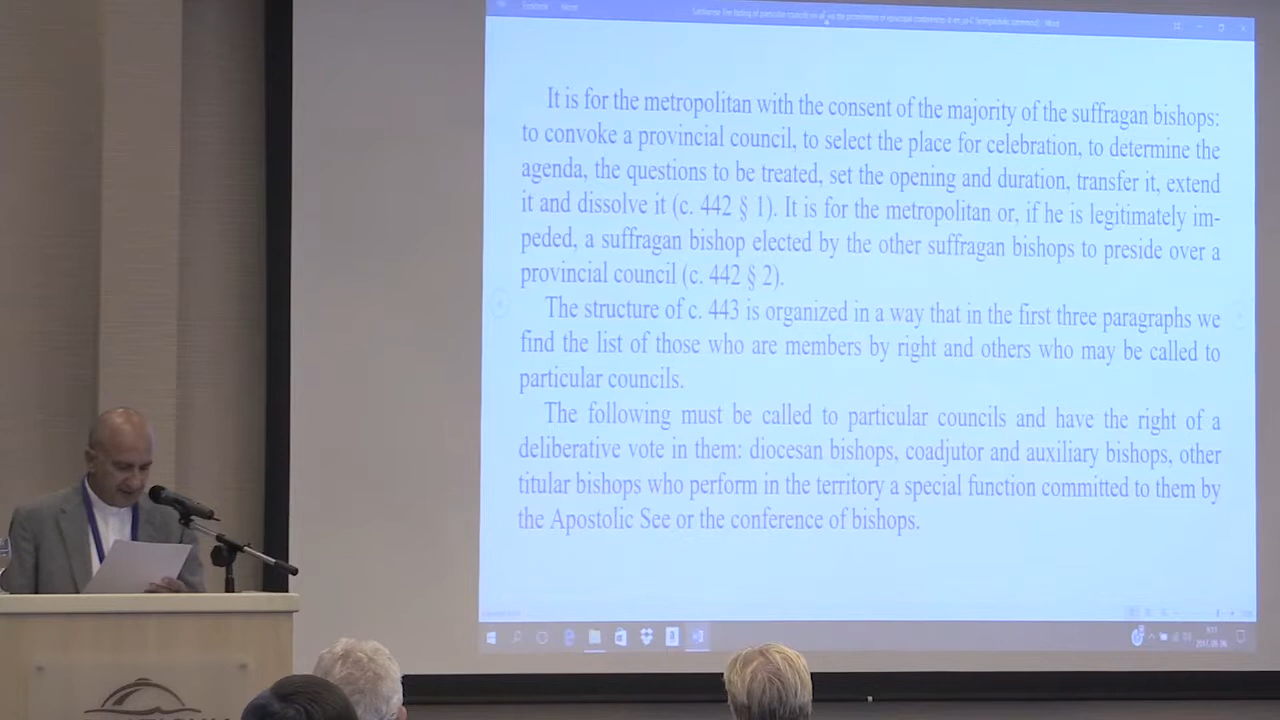 It is for the metropolitan with the consent of the majority of the suffragan bishops:
to convoke a provincial council, to select the place for celebration, to determine the
agenda, the questions to be treated, set the opening and duration, transfer it, extend
it and dissolve it (c. 442 § 1). It is for the metropolitan or, if he is legitimately im-
peded, a suffragan bishop elected by the other suffragan bishops to preside over a
provincial council (c. 442 § 2).
The structure of c. 443 is organized in a way that in the first three paragraphs we
find the list of those who are members by right and others who may be called to
particular councils.
The following must be called to particular councils and have the right of a
deliberative vote in them: diocesan bishops, coadjutor and auxiliary bishops, other
titular bishops who perform in the territory a special function committed to them by
the Apostolic See or the conference of bishops.